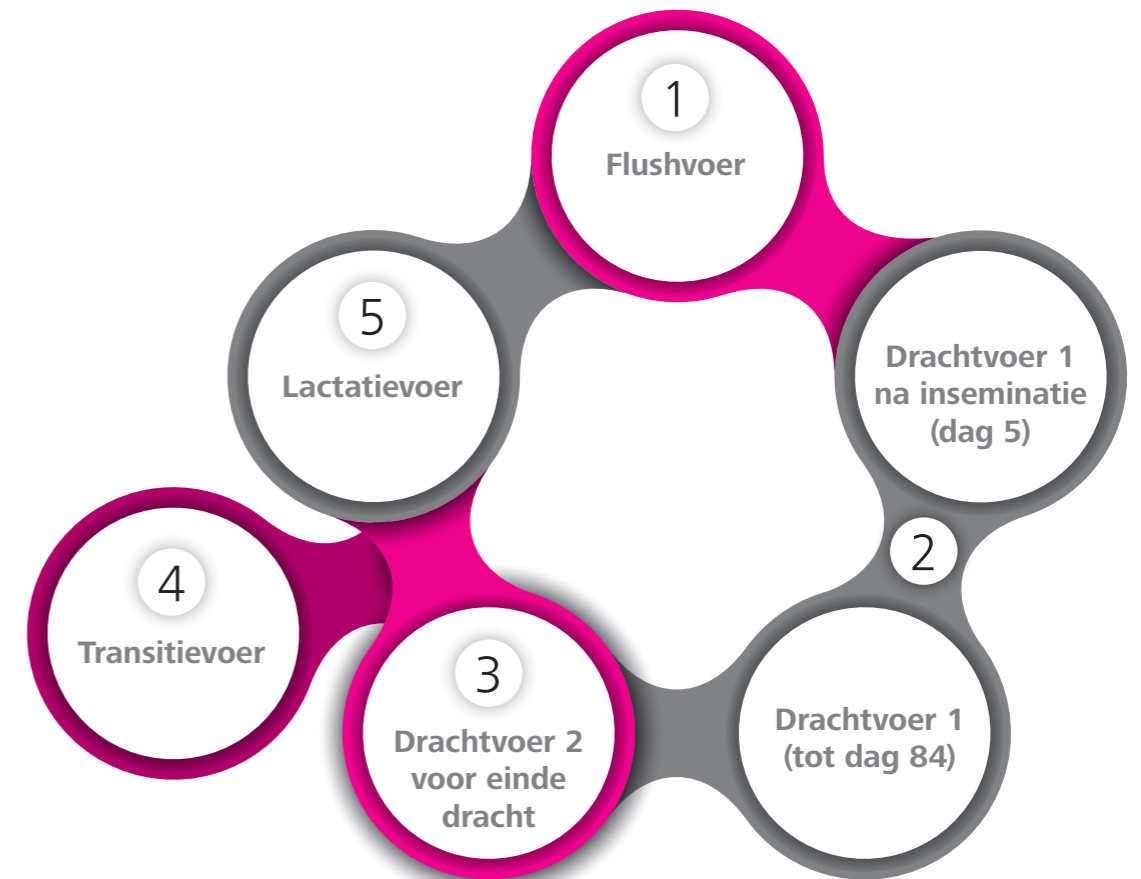 1
Flushvoer
Drachtvoer 1
na inseminatie
(dag 5)
2
Drachtvoer 1
(tot dag 84)
3
Drachtvoer 2
voor einde
dracht
4
Transitievoer
5
Lactatievoer